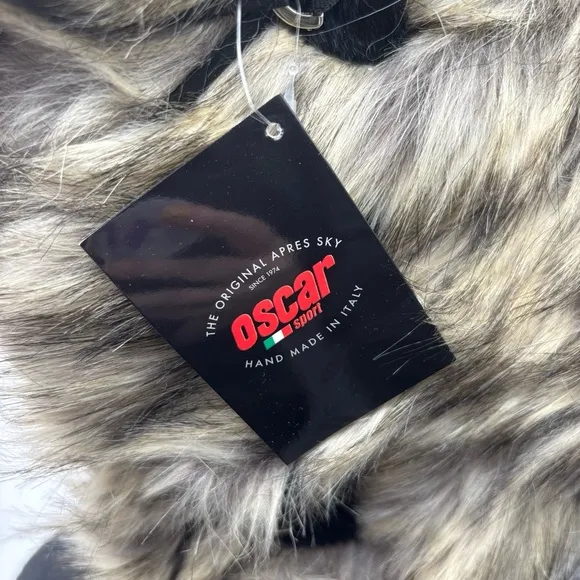 THE ORIGINAL APRES SKY
SINCE 1974
oscar
sport
HAND MADE IN ITALY